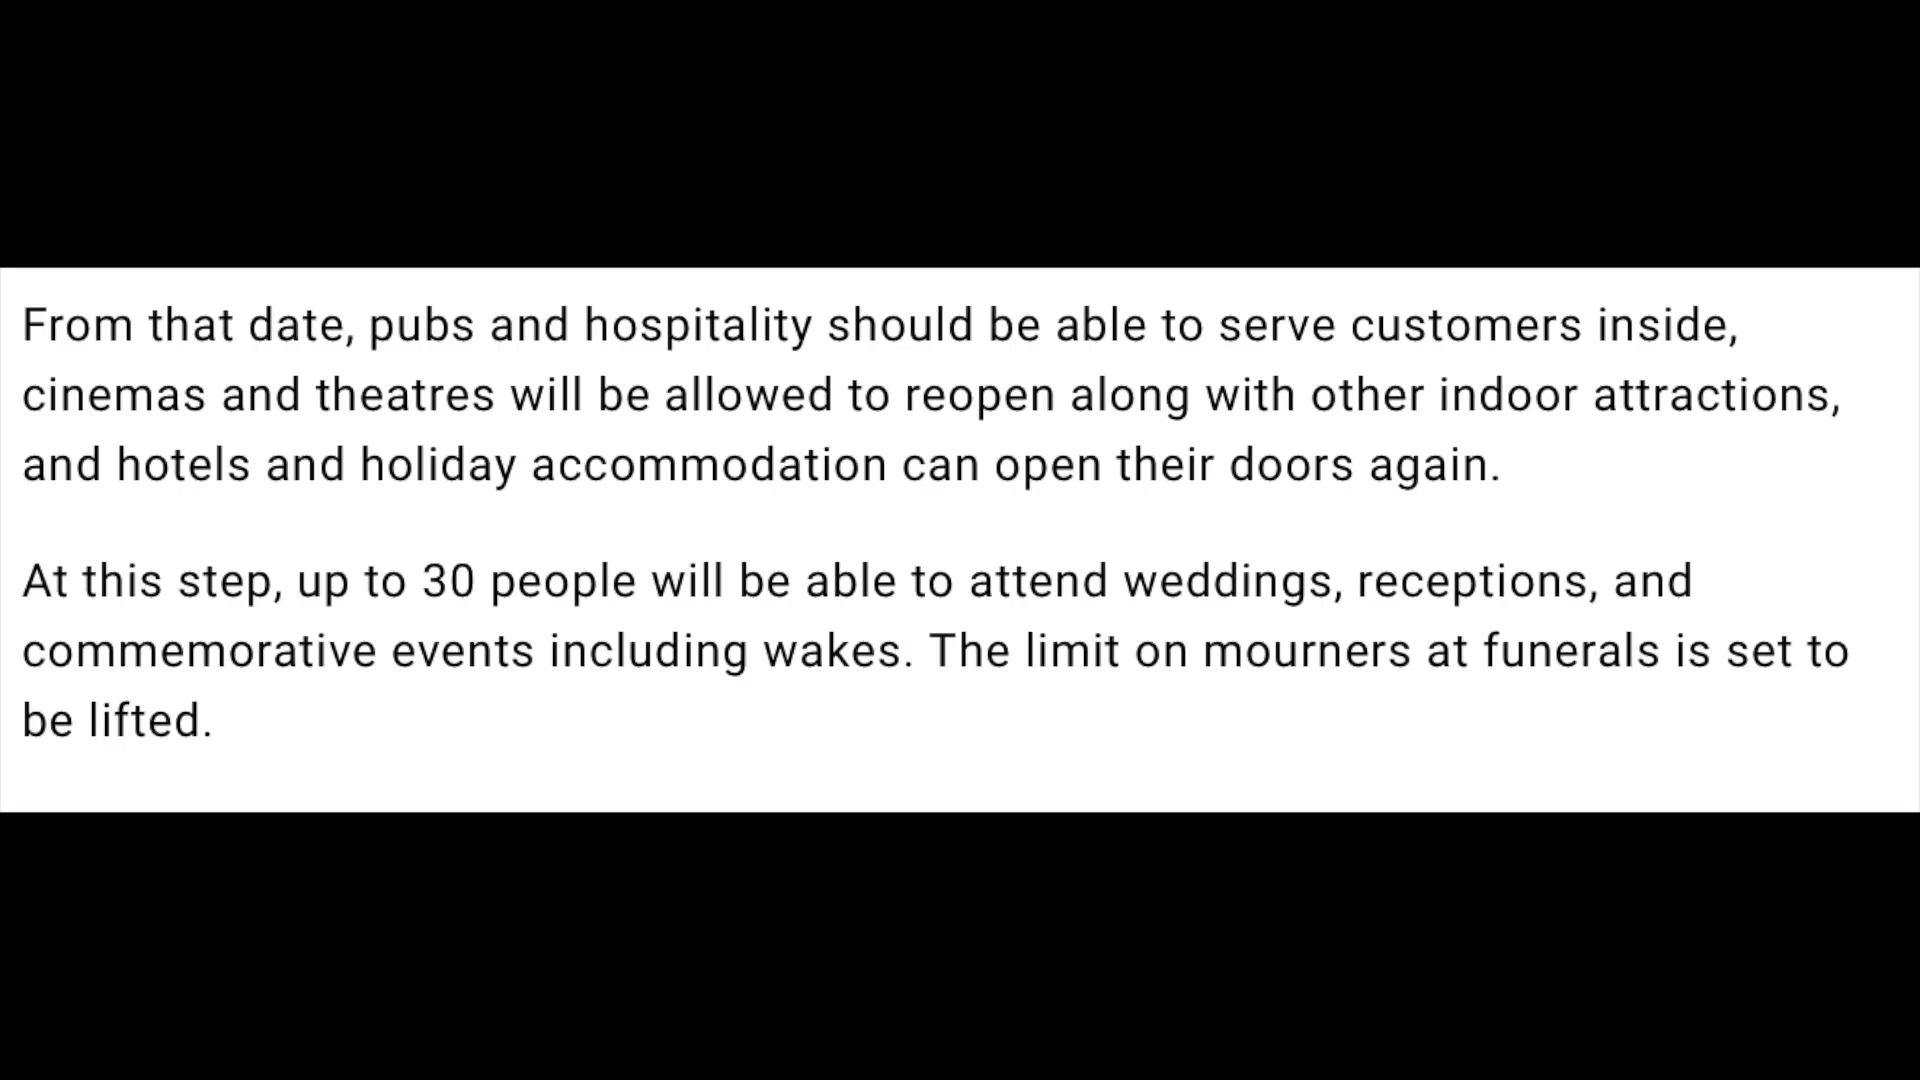 From that date, pubs and hospitality should be able to serve customers inside,
cinemas and theatres will be allowed to reopen along with other indoor attractions,
and hotels and holiday accommodation can open their doors again.
At this step, up to 30 people will be able to attend weddings, receptions, and
commemorative events including wakes. The limit on mourners at funerals is set to
be lifted.